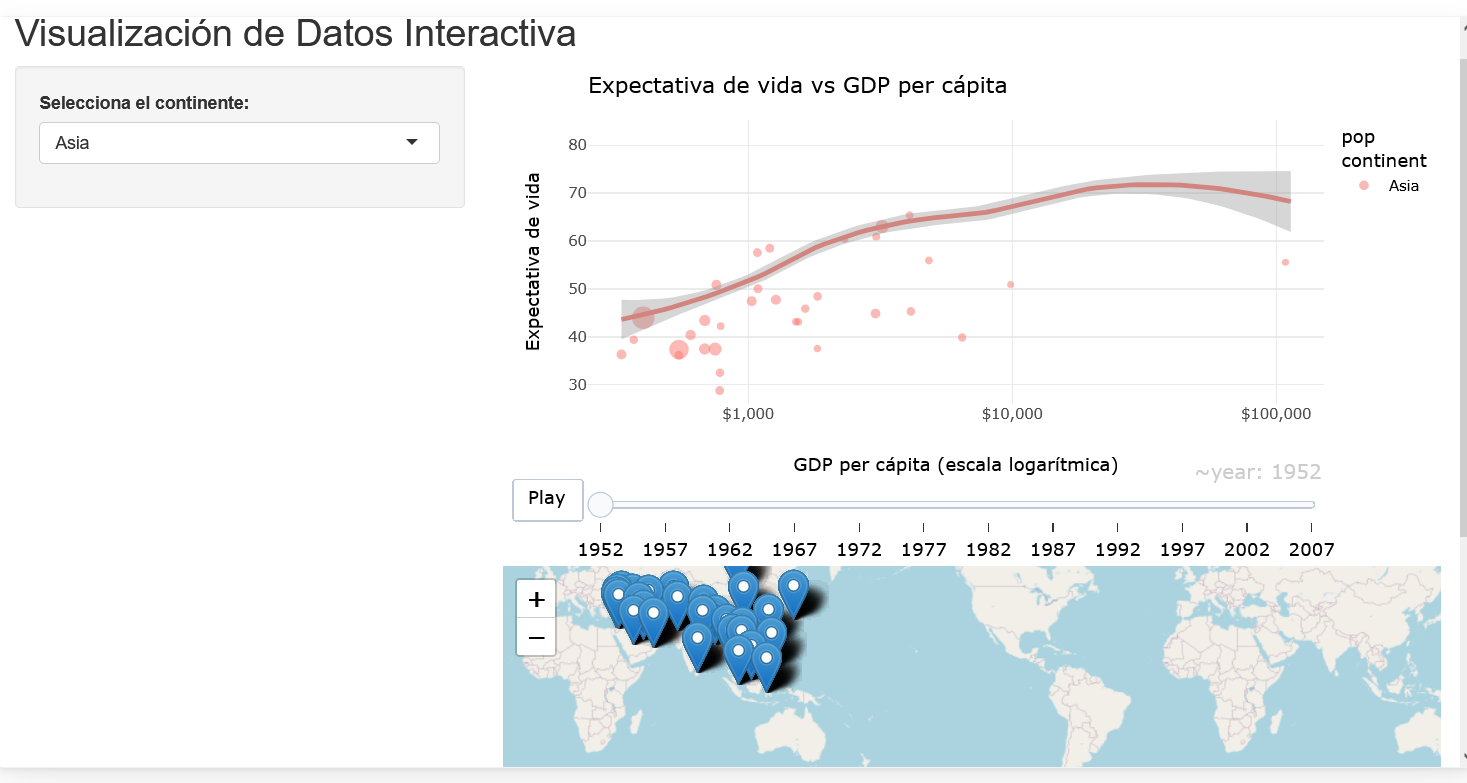 Visualización de Datos Interactiva
Selecciona el continente:
Asia
Expectativa de vida vs GDP per cápita
Expectativa de vida
80
70
60
50
40
30
$1,000
$10,000
$100,000
GDP per cápita (escala logarítmica)
pop
continent
Asia
~year: 1952
Play
1952
1957
1962
1967
1972
1977
1982
1987
1992
1997
2002
2007
+
−